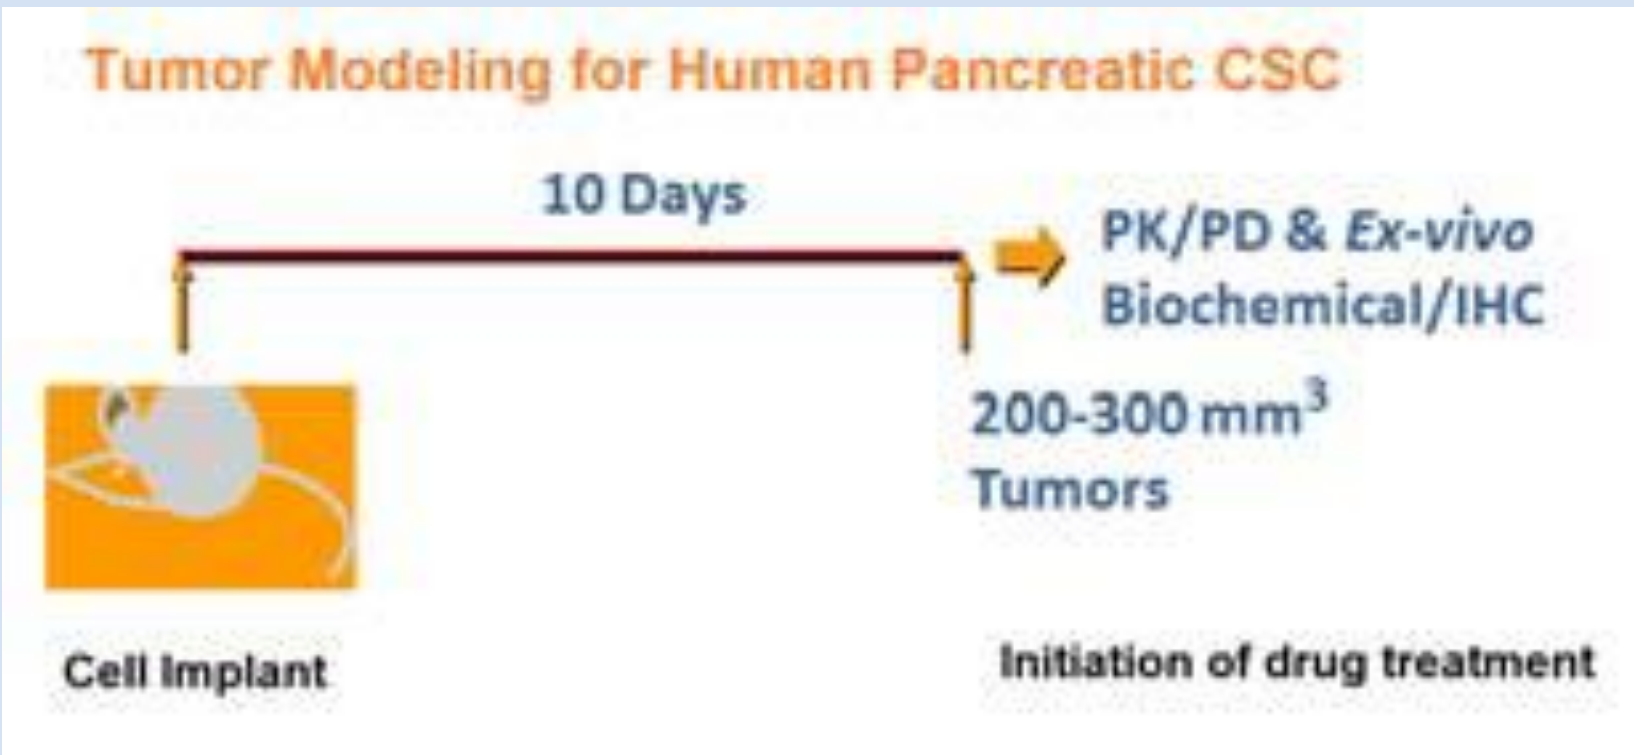 Tumor Modeling for Human Pancreatic CSC
10 Days
PK/PD & Ex-vivo
Biochemical/IHC
200-300 mm³
Tumors
Cell Implant
Initiation of drug treatment